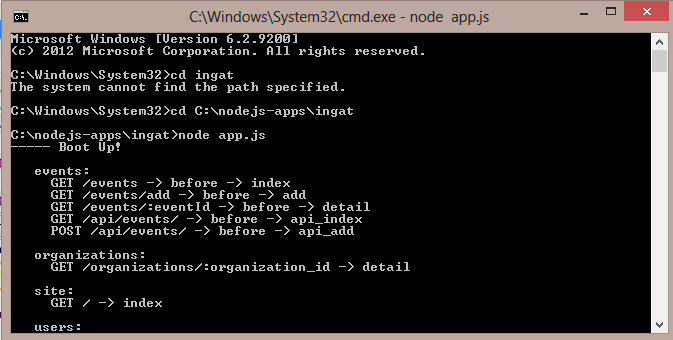 C:\Windows\System32\cmd.exe - node  app.js
Microsoft Windows [Version 6.2.9200]
(c) 2012 Microsoft Corporation. All rights reserved.
C:\Windows\System32>cd ingat
The system cannot find the path specified.
C:\Windows\System32>cd C:\nodejs-apps\ingat
C:\nodejs-apps\ingat>node app.js
----- Boot Up!
events:
GET /events -> before -> index
GET /events/add -> before -> add
GET /events/:eventId -> before -> detail
GET /api/events/ -> before -> api_index
POST /api/events/ -> before -> api_add
organizations:
GET /organizations/:organization_id -> detail
site:
GET / -> index
users: